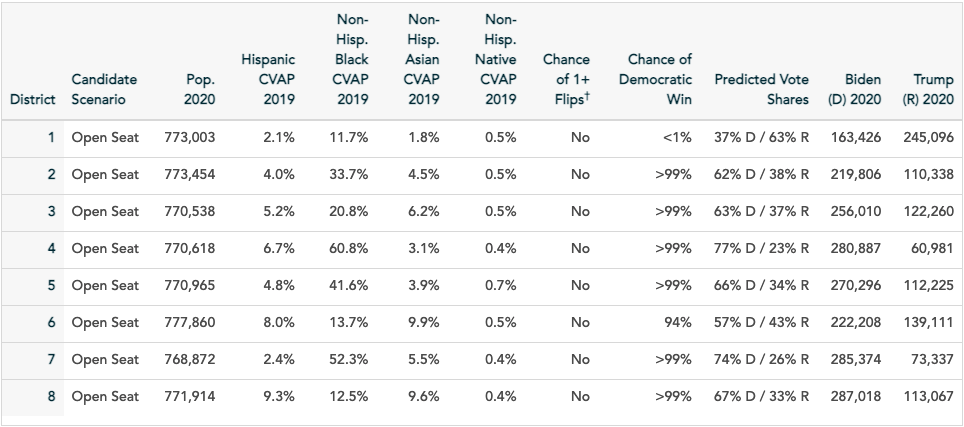 Non- Non- Non-
Hisp. Hisp. Hisp.
Hispanic Black Asian Native Chance Chance of
Candidate Pop. CVAP CVAP CVAP CVAP of 1+ Democratic Predicted Vote Biden Trump
District Scenario 2020 2019 2019 2019 2019 Flips† Win Shares (D) 2020 (R) 2020
1 Open Seat 773,003 2.1% 11.7% 1.8% 0.5% No <1% 37% D / 63% R 163,426 245,096
2 Open Seat 773,454 4.0% 33.7% 4.5% 0.5% No >99% 62% D / 38% R 219,806 110,338
3 Open Seat 770,538 5.2% 20.8% 6.2% 0.5% No >99% 63% D / 37% R 256,010 122,260
4 Open Seat 770,618 6.7% 60.8% 3.1% 0.4% No >99% 77% D / 23% R 280,887 60,981
5 Open Seat 770,965 4.8% 41.6% 3.9% 0.7% No >99% 66% D / 34% R 270,296 112,225
6 Open Seat 777,860 8.0% 13.7% 9.9% 0.5% No 94% 57% D / 43% R 222,208 139,111
7 Open Seat 768,872 2.4% 52.3% 5.5% 0.4% No >99% 74% D / 26% R 285,374 73,337
8 Open Seat 771,914 9.3% 12.5% 9.6% 0.4% No >99% 67% D / 33% R 287,018 113,067